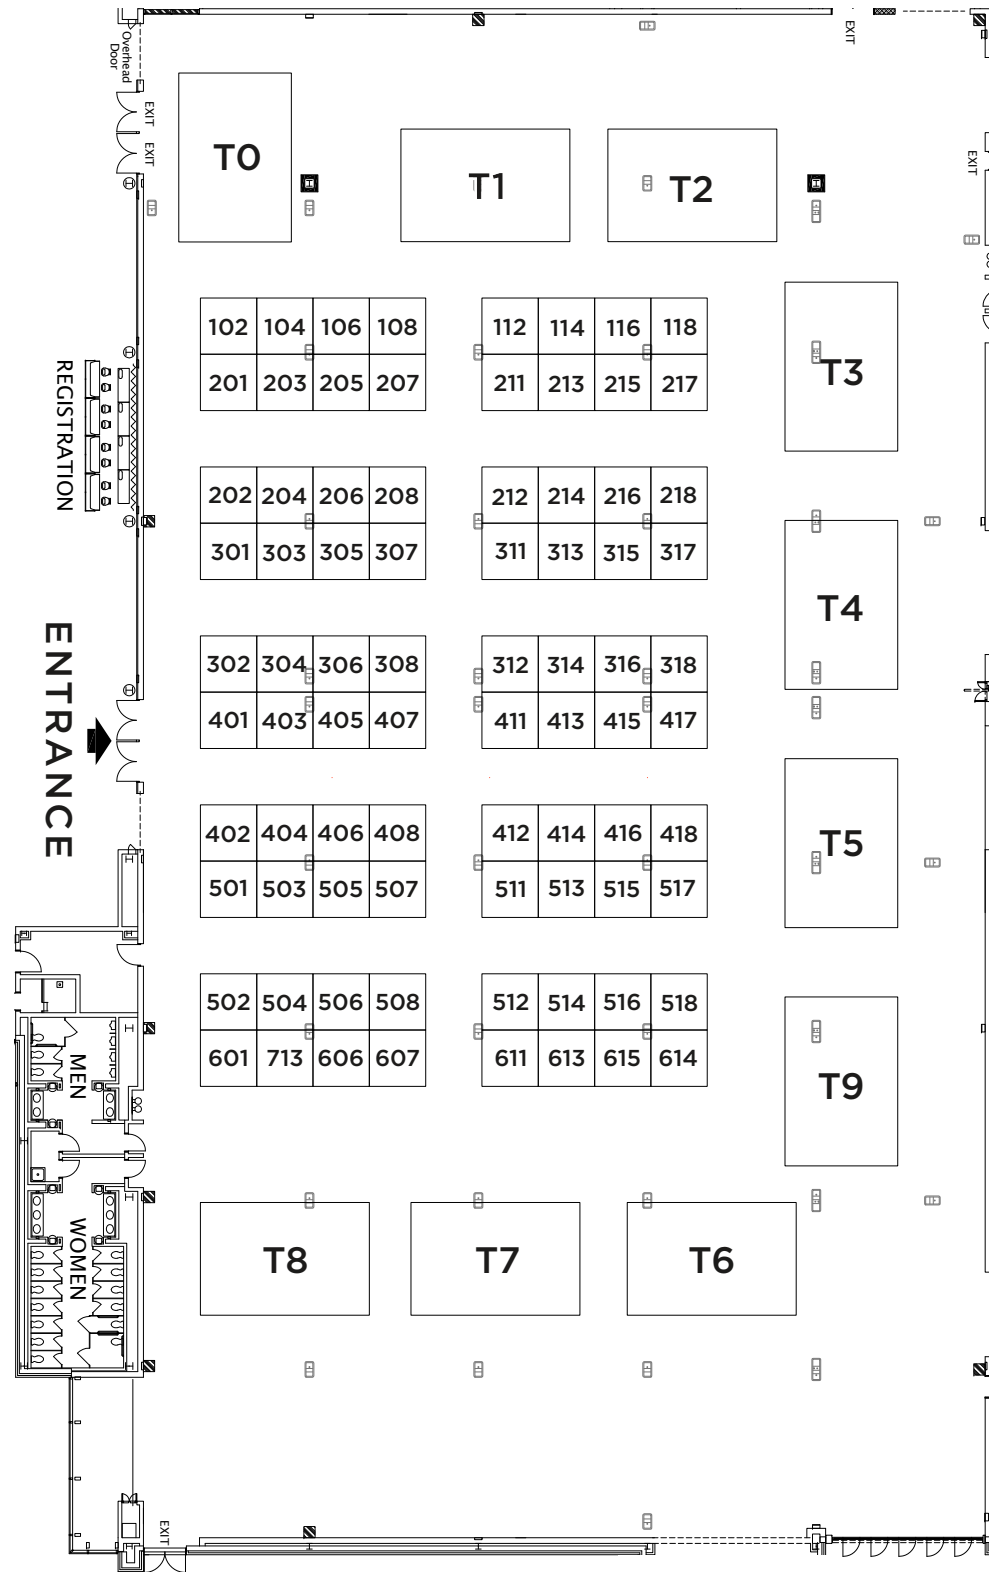 Overhead
Door
EXIT
EXIT
EXIT
EXIT
T0
T1
T2
102 104 106 108
112 114 116 118
201 203 205 207
211 213 215 217
T3
REGISTRATION
202 204 206 208
212 214 216 218
301 303 305 307
311 313 315 317
T4
ENTRANCE
302 304 306 308
312 314 316 318
401 403 405 407
411 413 415 417
402 404 406 408
412 414 416 418
501 503 505 507
511 513 515 517
T5
502 504 506 508
512 514 516 518
601 713 606 607
611 613 615 614
T9
MEN
WOMEN
T8
T7
T6
EXIT